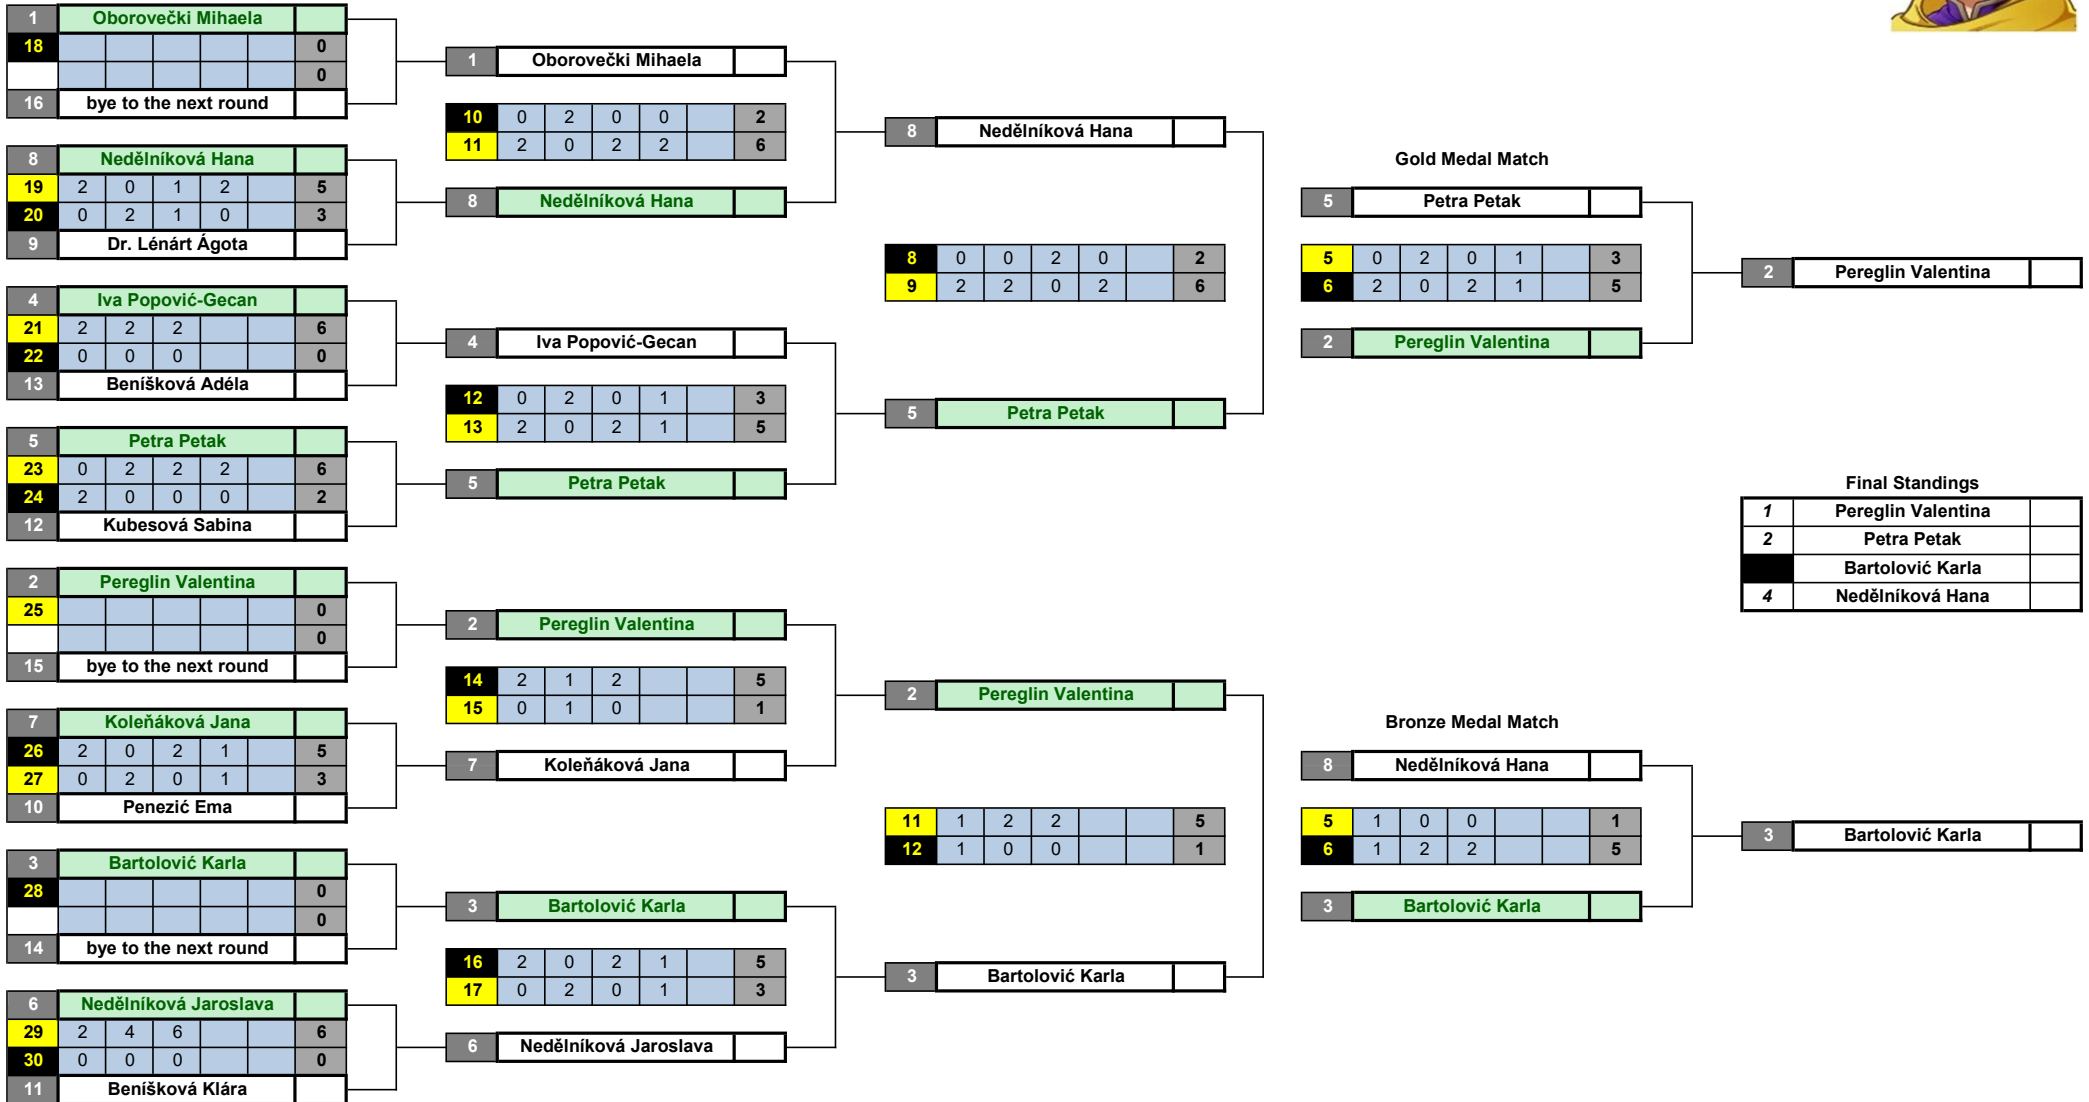 1 Oborovečki Mihaela
18 0
0
16 bye to the next round
8 Nedělníková Hana
19 2 0 1 2 5
20 0 2 1 0 3
9 Dr. Lénárt Ágota
4 Iva Popović-Gecan
21 2 2 2 6
22 0 0 0 0
13 Beníšková Adéla
5 Petra Petak
23 0 2 2 2 6
24 2 0 0 0 2
12 Kubesová Sabina
2 Pereglin Valentina
25 0
0
15 bye to the next round
7 Koleňáková Jana
26 2 0 2 1 5
27 0 2 0 1 3
10 Penezić Ema
3 Bartolović Karla
28 0
0
14 bye to the next round
6 Nedělníková Jaroslava
29 2 4 6 6
30 0 0 0 0
11 Beníšková Klára
1 Oborovečki Mihaela
10 0 2 0 0 2
11 2 0 2 2 6
8 Nedělníková Hana
4 Iva Popović-Gecan
12 0 2 0 1 3
13 2 0 2 1 5
5 Petra Petak
2 Pereglin Valentina
14 2 1 2 5
15 0 1 0 1
7 Koleňáková Jana
3 Bartolović Karla
16 2 0 2 1 5
17 0 2 0 1 3
6 Nedělníková Jaroslava
8 Nedělníková Hana
8 0 0 2 0 2
9 2 2 0 2 6
5 Petra Petak
2 Pereglin Valentina
11 1 2 2 5
12 1 0 0 1
3 Bartolović Karla
Gold Medal Match
5 Petra Petak
5 0 2 0 1 3
6 2 0 2 1 5
2 Pereglin Valentina
2 Pereglin Valentina
Bronze Medal Match
8 Nedělníková Hana
5 1 0 0 1
6 1 2 2 5
3 Bartolović Karla
3 Bartolović Karla
Final Standings
1 Pereglin Valentina
2 Petra Petak
Bartolović Karla
4 Nedělníková Hana